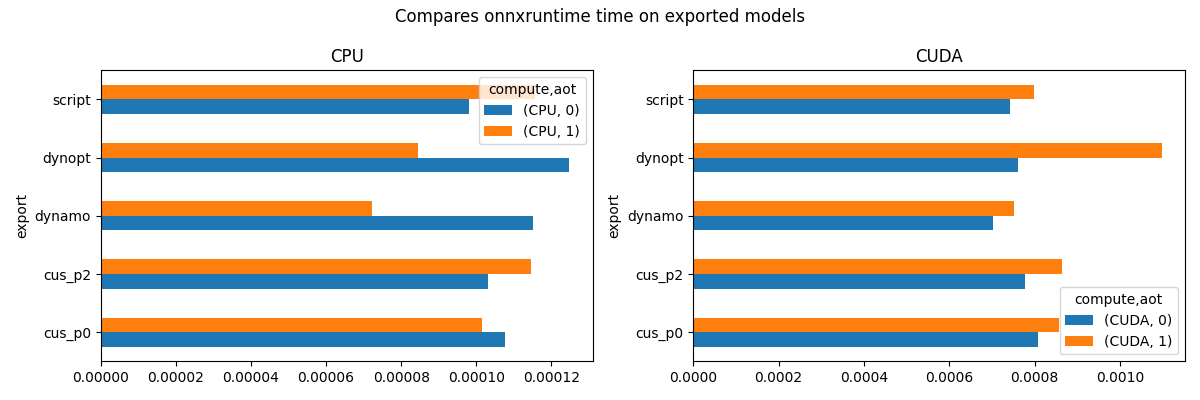 Compares onnxruntime time on exported models
CPU
export
script
dynopt
dynamo
cus_p2
cus_p0
compute,aot
(CPU, 0)
(CPU, 1)
0.00000 0.00002 0.00004 0.00006 0.00008 0.00010 0.00012
CUDA
export
script
dynopt
dynamo
cus_p2
cus_p0
compute,aot
(CUDA, 0)
(CUDA, 1)
0.0000 0.0002 0.0004 0.0006 0.0008 0.0010